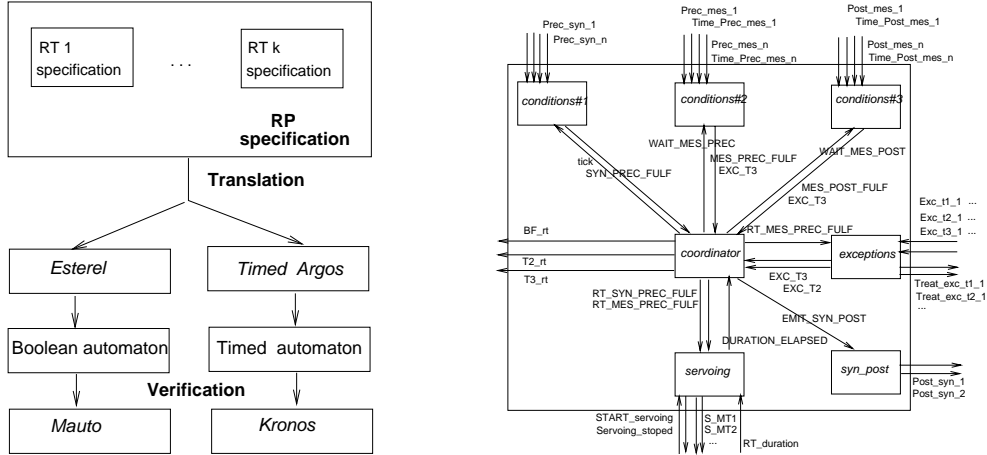 RT 1
specification
. . .
RT k
specification
RP
specification
Translation
Esterel
Timed Argos
Boolean automaton
Timed automaton
Verification
Mauto
Kronos
Prec_syn_1
Prec_syn_n
Prec_mes_1
Time_Prec_mes_1
Prec_mes_n
Time_Prec_mes_n
Post_mes_1
Time_Post_mes_1
Post_mes_n
Time_Post_mes_n
conditions#1
conditions#2
conditions#3
WAIT_MES_PREC
WAIT_MES_POST
tick
SYN_PREC_FULF
MES_PREC_FULF
EXC_T3
MES_POST_FULF
EXC_T3
BF_rt
T2_rt
T3_rt
coordinator
RT_MES_PREC_FULF
exceptions
Exc_t1_1 ...
Exc_t2_1 ...
Exc_t3_1 ...
EXC_T3
EXC_T2
Treat_exc_t1_1
Treat_exc_t2_1
...
RT_SYN_PREC_FULF
RT_MES_PREC_FULF
EMIT_SYN_POST
DURATION_ELAPSED
servoing
syn_post
Post_syn_1
Post_syn_2
START_servoing
Servoing_stoped
S_MT1
S_MT2
...
RT_duration